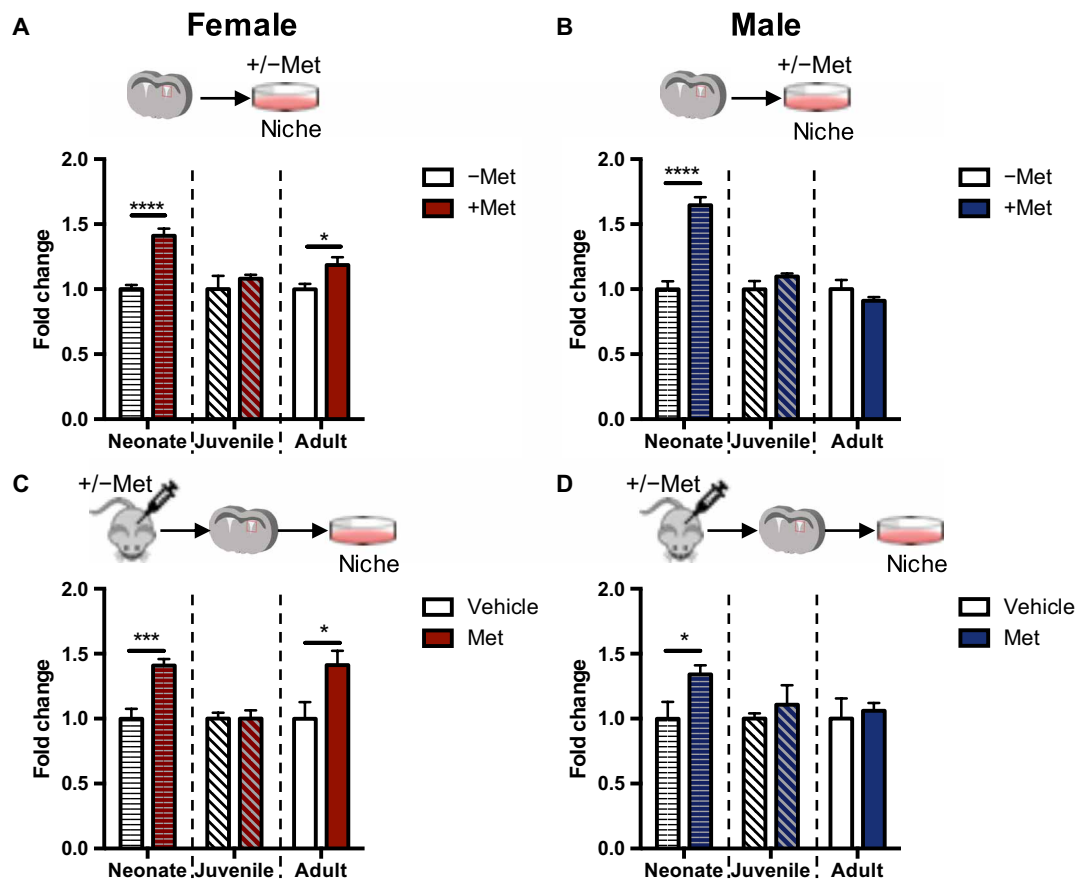 A
Female
+/−Met
Niche
Fold change
2.0
1.5
1.0
0.5
0.0
****
*
Neonate
Juvenile
Adult
−Met
+Met
B
Male
+/−Met
Niche
Fold change
2.0
1.5
1.0
0.5
0.0
****
Neonate
Juvenile
Adult
−Met
+Met
C
+/−Met
Niche
Fold change
2.0
1.5
1.0
0.5
0.0
***
*
Neonate
Juvenile
Adult
Vehicle
Met
D
+/−Met
Niche
Fold change
2.0
1.5
1.0
0.5
0.0
*
Neonate
Juvenile
Adult
Vehicle
Met